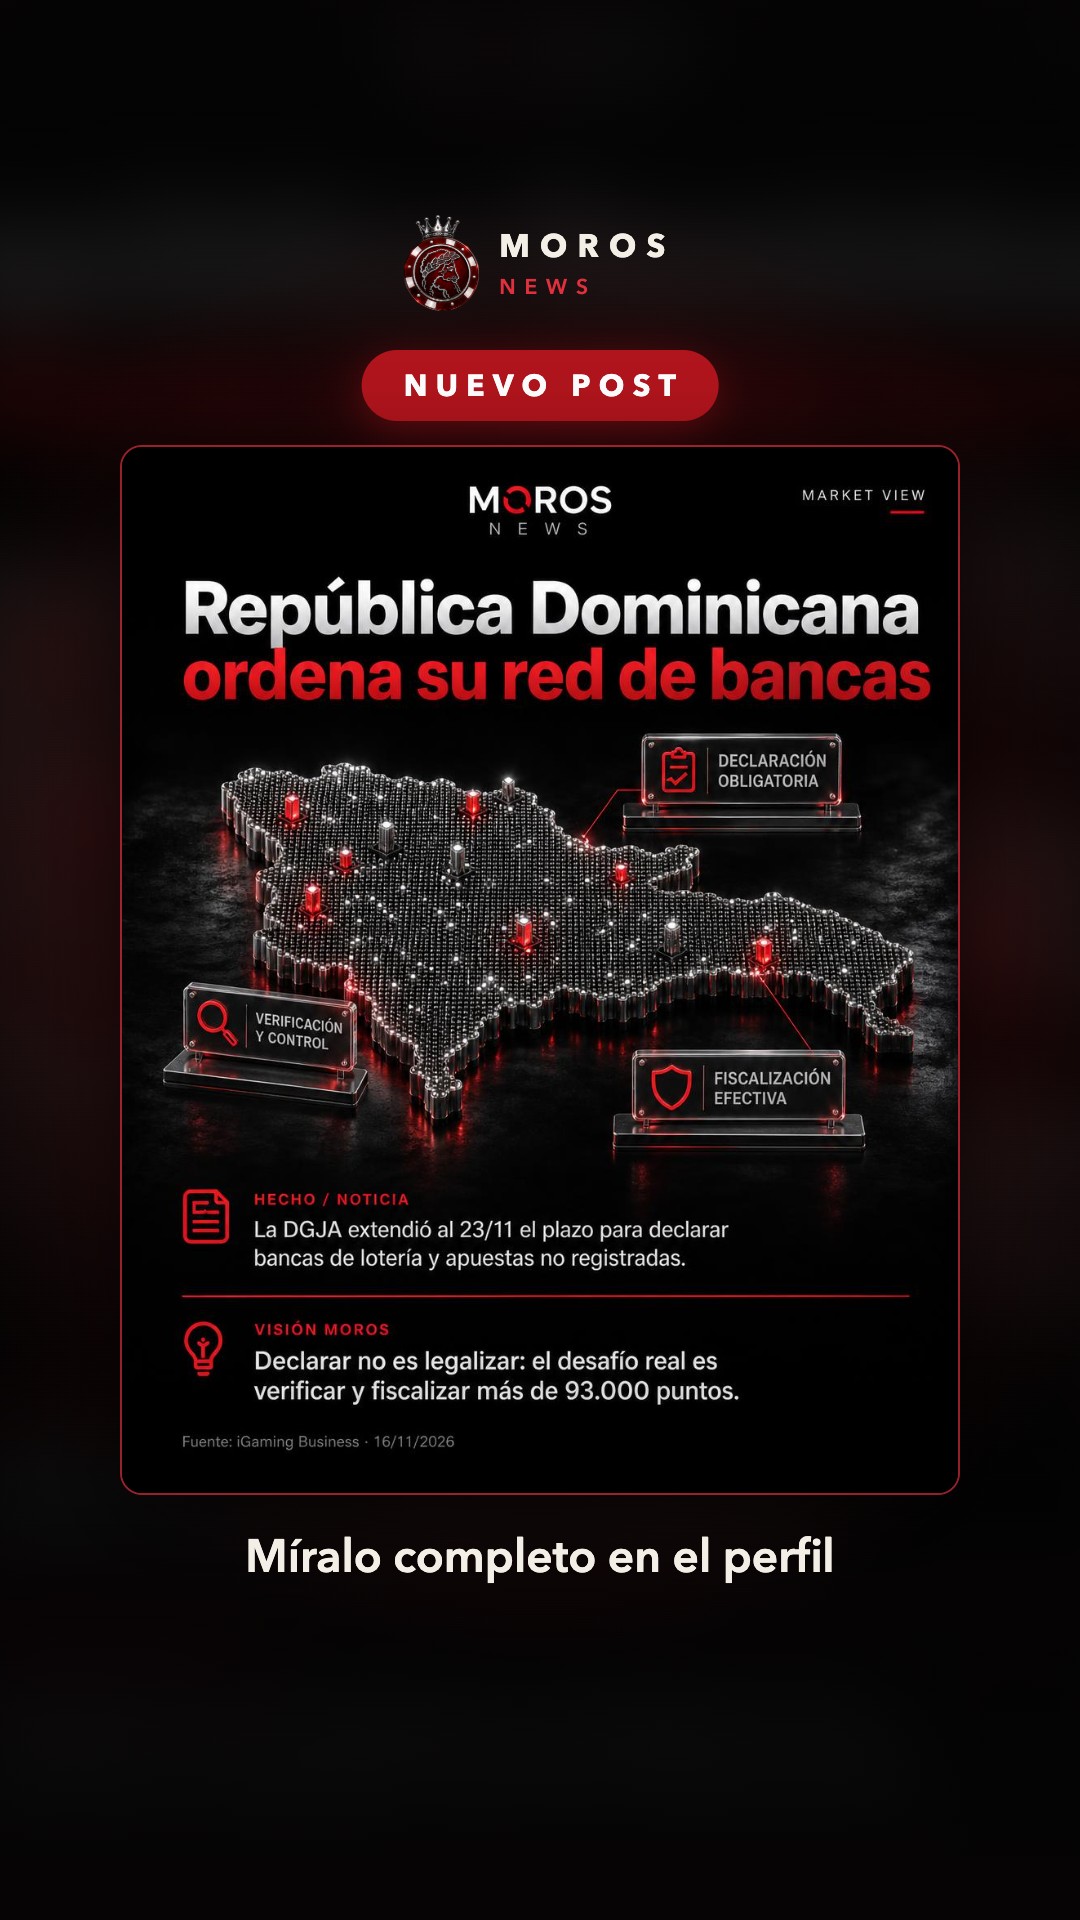 MOROS
NEWS
NUEVO POST
MOROS
NEWS
MARKET VIEW
República Dominicana
ordena su red de bancas
DECLARACIÓN
OBLIGATORIA
VERIFICACIÓN
Y CONTROL
FISCALIZACIÓN
EFECTIVA
HECHO / NOTICIA
La DGJA extendió al 23/11 el plazo para declarar
bancas de lotería y apuestas no registradas.
VISIÓN MOROS
Declarar no es legalizar: el desafío real es
verificar y fiscalizar más de 93.000 puntos.
Fuente: iGaming Business · 16/11/2026
Míralo completo en el perfil